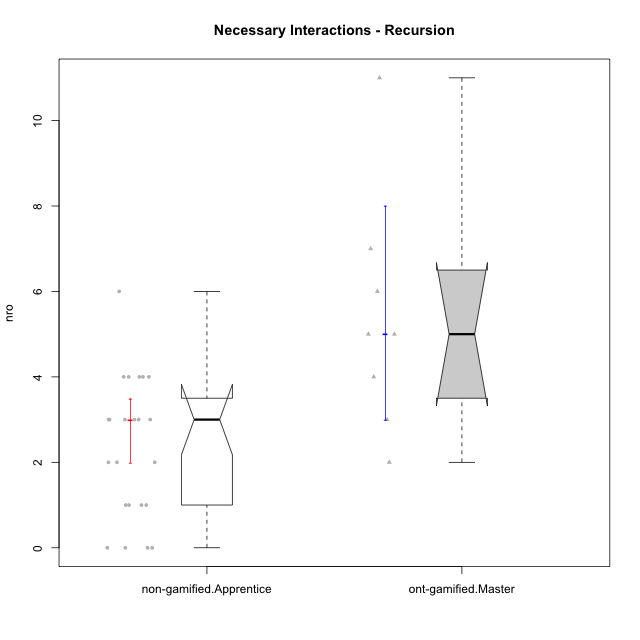 Necessary Interactions - Recursion
nro
10
8
6
4
2
0
non-gamified.Apprentice
ont-gamified.Master